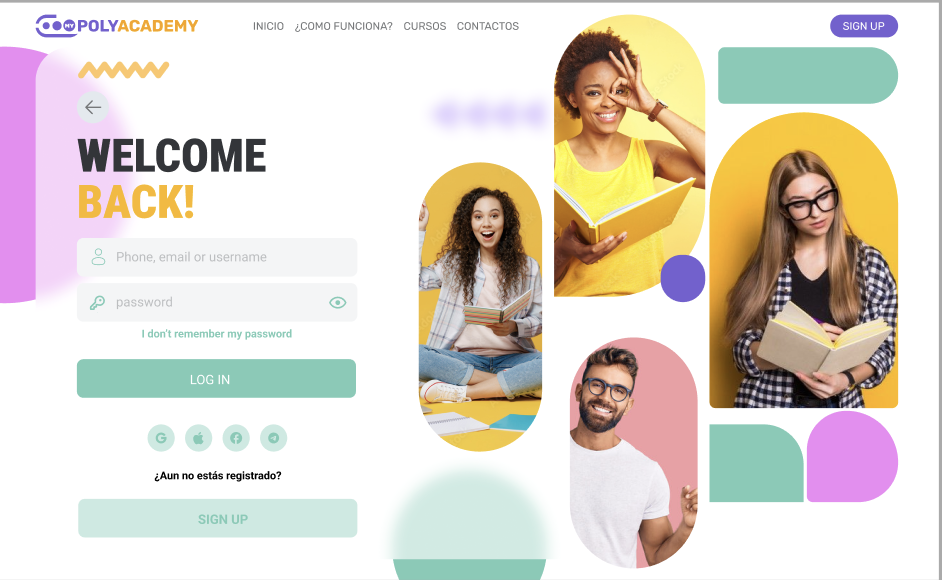 MY POLYACADEMY
INICIO ¿COMO FUNCIONA? CURSOS CONTACTOS
SIGN UP
WELCOME
BACK!
Phone, email or username
password
I don't remember my password
LOG IN
¿Aun no estás registrado?
SIGN UP